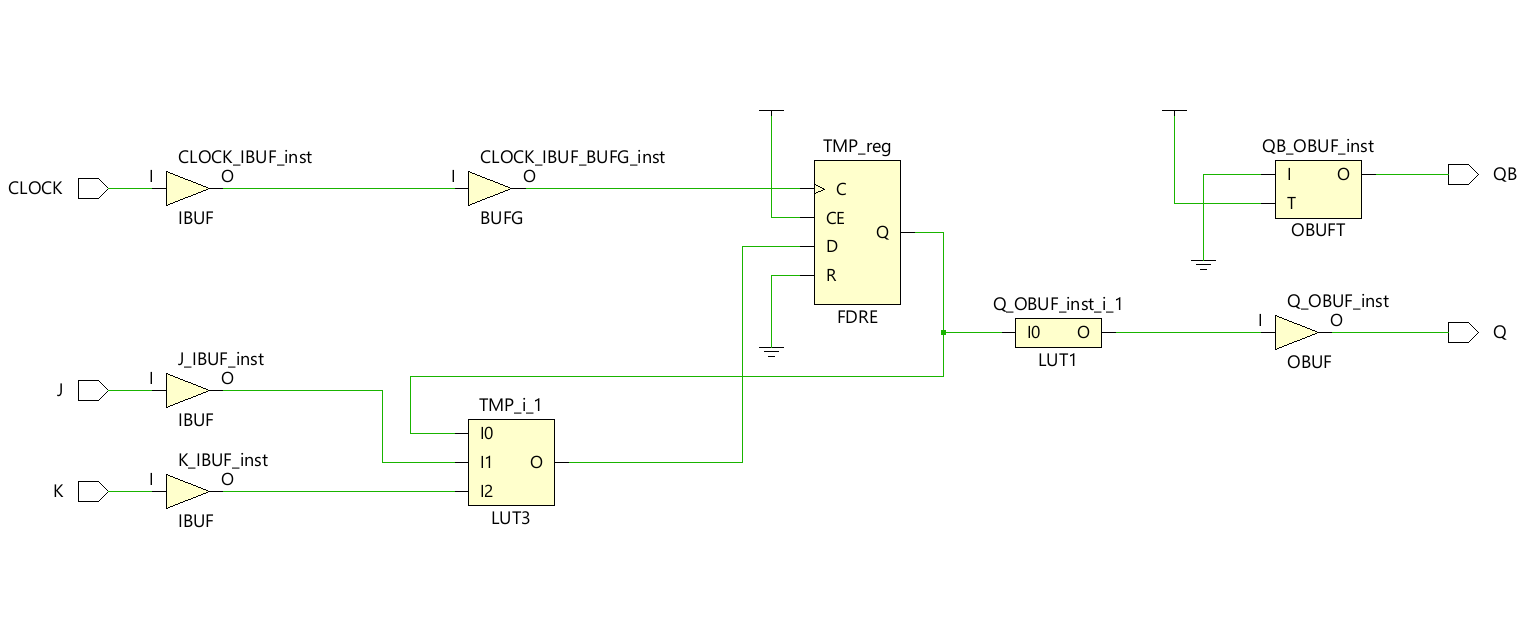 CLOCK
I
CLOCK_IBUF_inst
O
IBUF
I
CLOCK_IBUF_BUFG_inst
O
BUFG
TMP_reg
C
CE
D
R
Q
FDRE
QB_OBUF_inst
I
O
T
OBUFT
QB
Q_OBUF_inst_i_1
I0
O
LUT1
I
Q_OBUF_inst
O
OBUF
Q
J
I
J_IBUF_inst
O
IBUF
K
I
K_IBUF_inst
O
IBUF
TMP_i_1
I0
I1
O
I2
LUT3